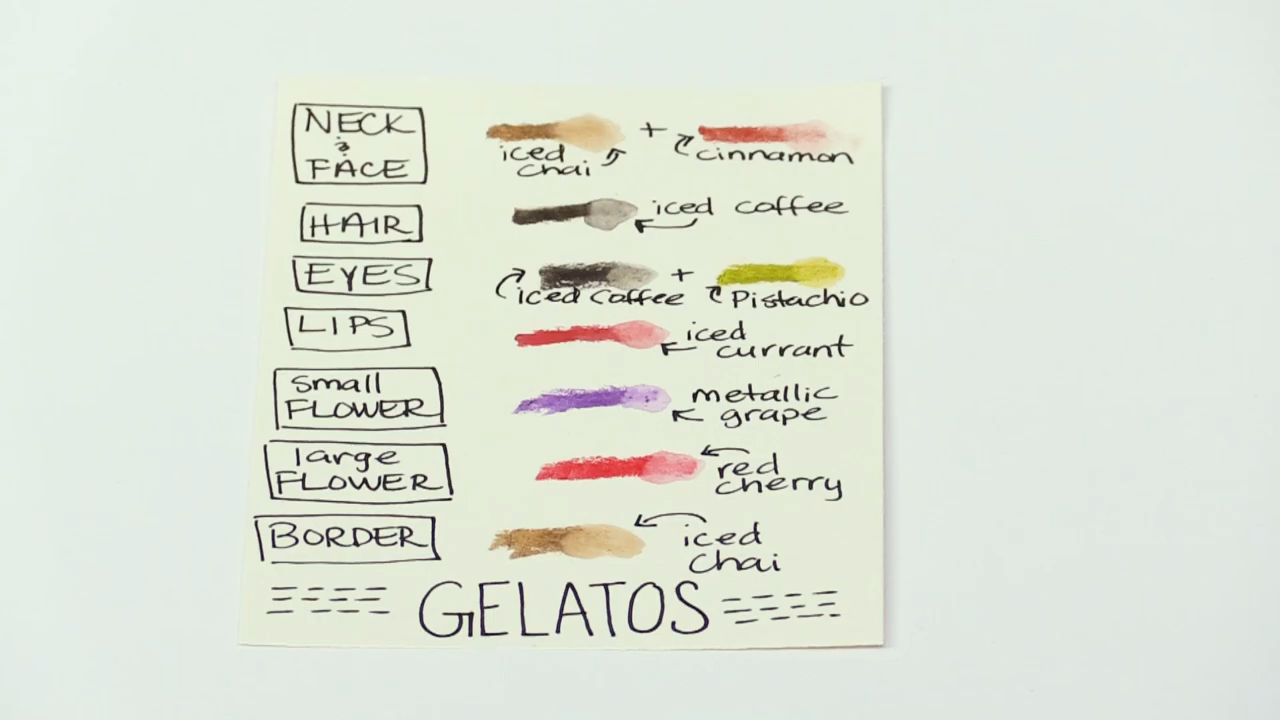 NECK
&
FACE
iced
chai
+
cinnamon
HAIR
iced coffee
EYES
iced coffee
+
Pistachio
LIPS
iced
currant
small
FLOWER
metallic
grape
large
FLOWER
red
cherry
BORDER
iced
chai
GELATOS